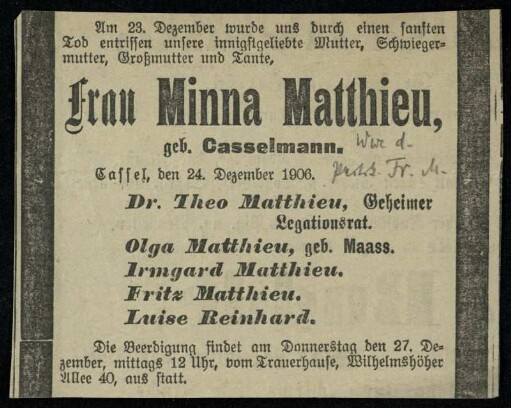 Am 23. Dezember wurde uns durch einen sanften
Tod entrissen unsere innigstgeliebte Mutter, Schwieger-
mutter, Großmutter und Tante,
Frau Minna Matthieu,
geb. Casselmann. Wwe d.
Cassel, den 24. Dezember 1906. Fr. M.
Dr. Theo Matthieu, Geheimer
Legationsrat.
Olga Matthieu, geb. Maass.
Irmgard Matthieu.
Fritz Matthieu.
Luise Reinhard.
Die Beerdigung findet am Donnerstag den 27. De-
zember, mittags 12 Uhr, vom Trauerhause, Wilhelmshöher
Allee 40, aus statt.